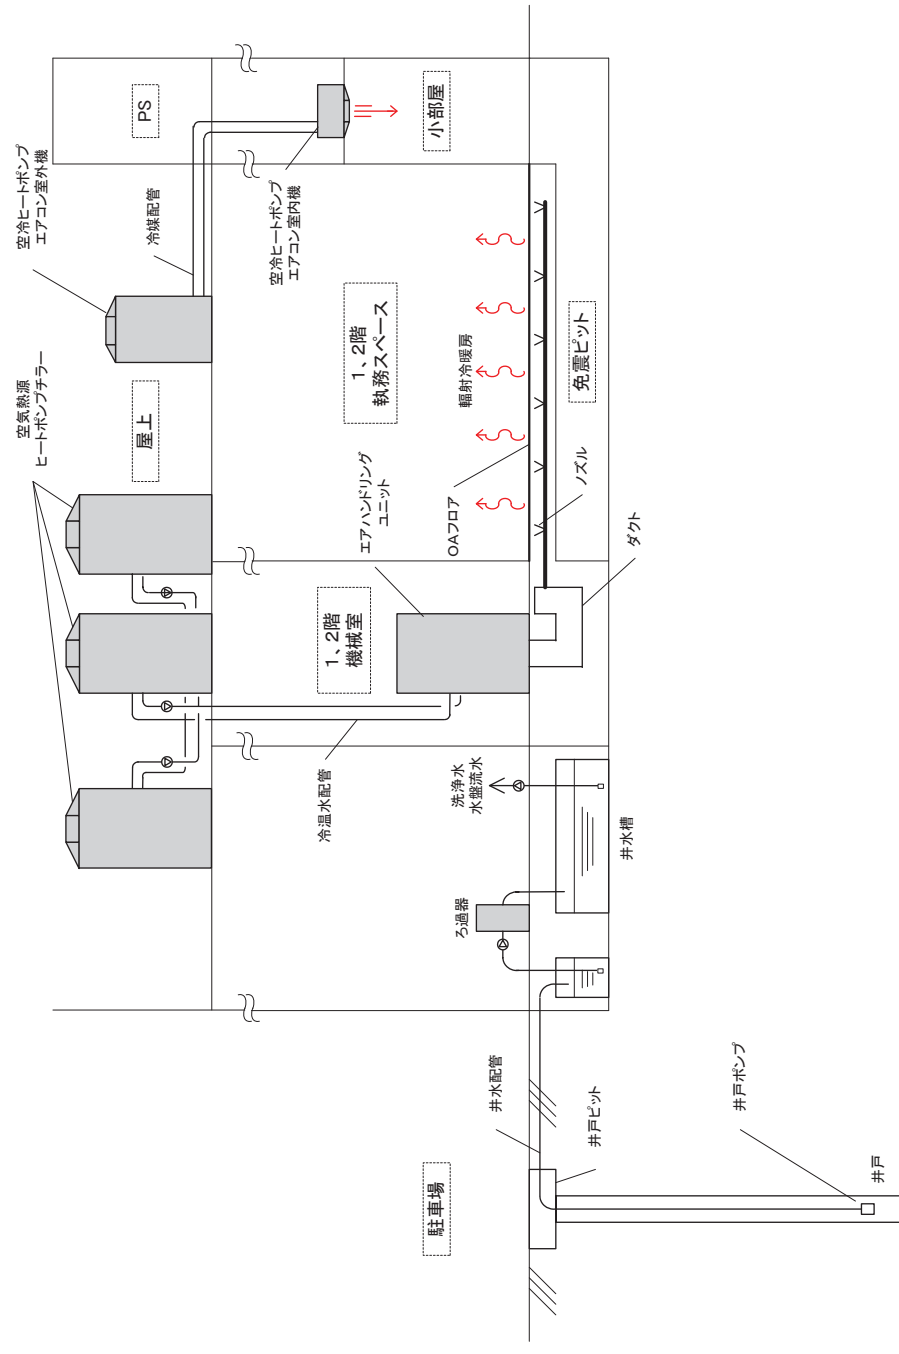 空気熱源
ヒートポンプチラー
空冷ヒートポンプ
エアコン室外機
屋上
冷媒配管
PS
1、2階
機械室
1、2階
執務スペース
空冷ヒートポンプ
エアコン室内機
冷温水配管
エアハンドリング
ユニット
輻射冷暖房
小部屋
駐車場
ろ過器
洗浄水
水盤流水
OAフロア
井水配管
免震ピット
ノズル
井戸ピット
井水槽
ダクト
井戸ポンプ
井戸